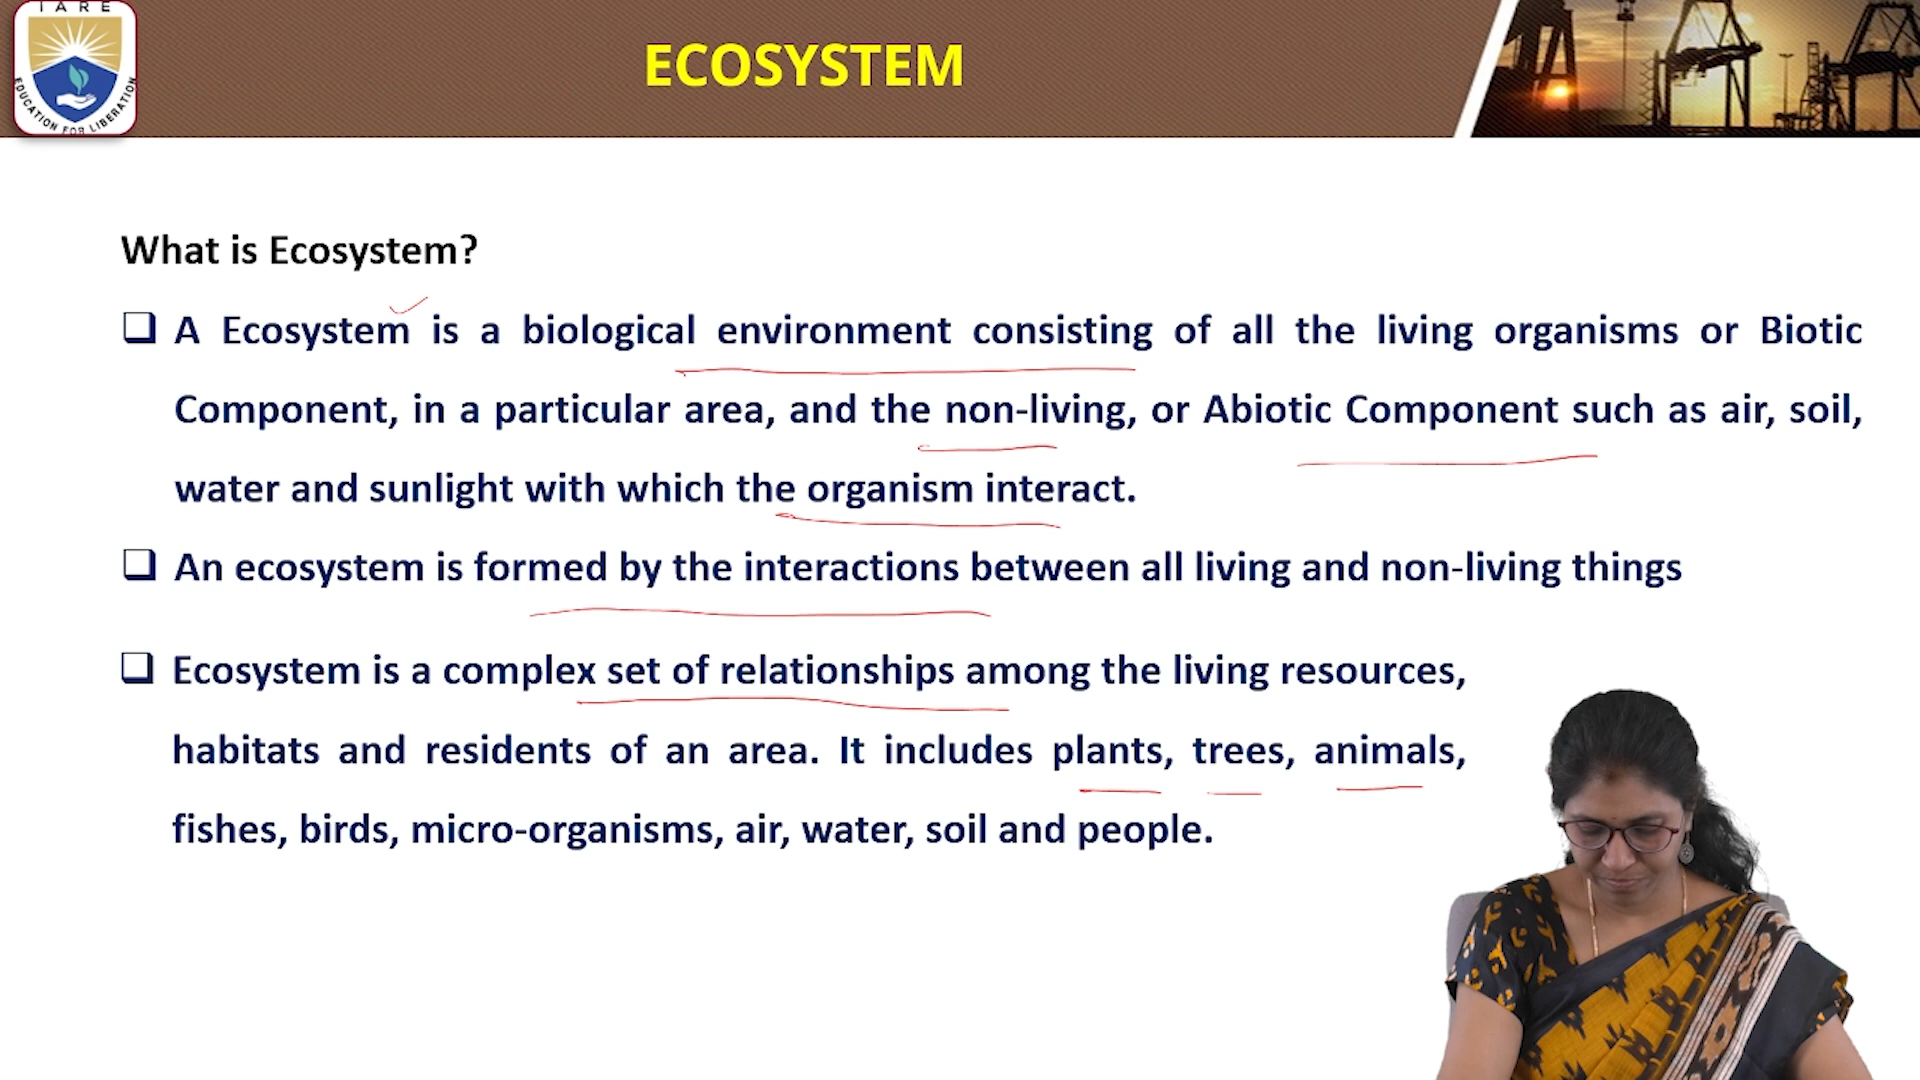 IARE
EDUCATION FOR LIBERATION
ECOSYSTEM
What is Ecosystem?
A Ecosystem is a biological environment consisting of all the living organisms or Biotic
Component, in a particular area, and the non-living, or Abiotic Component such as air, soil,
water and sunlight with which the organism interact.
An ecosystem is formed by the interactions between all living and non-living things
Ecosystem is a complex set of relationships among the living resources,
habitats and residents of an area. It includes plants, trees, animals,
fishes, birds, micro-organisms, air, water, soil and people.